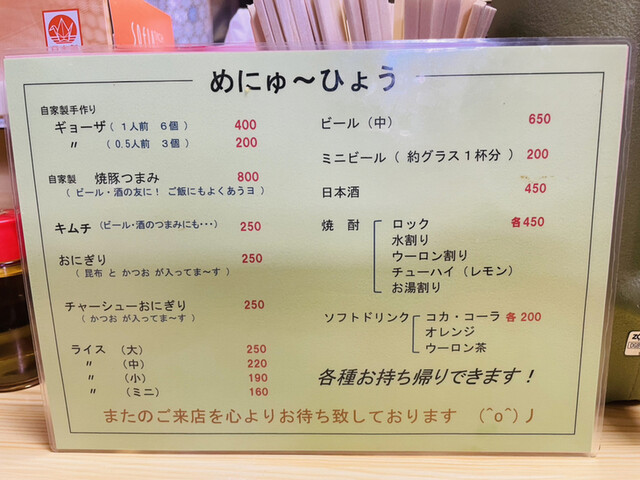 めにゅ～ひょう
自家製手作り
ギョーザ（１人前　６個） 400
〃　（0.5人前　３個） 200
自家製　焼豚つまみ 800
（ビール・酒の友に！ ご飯にもよくあうヨ）
キムチ（ビール・酒のつまみにも・・・） 250
おにぎり 250
（昆布 と かつお が入ってま～す）
チャーシューおにぎり 250
（かつお が入ってま～す）
ライス（大） 250
〃　（中） 220
〃　（小） 190
〃　（ミニ） 160
ビール（中） 650
ミニビール（ 約グラス１杯分 ） 200
日本酒 450
焼 酎　ロック　各450
水割り
ウーロン割り
チューハイ（レモン）
お湯割り
ソフトドリンク　コカ・コーラ　各 200
オレンジ
ウーロン茶
各種お持ち帰りできます！
またのご来店を心よりお待ち致しております　(^o^)丿